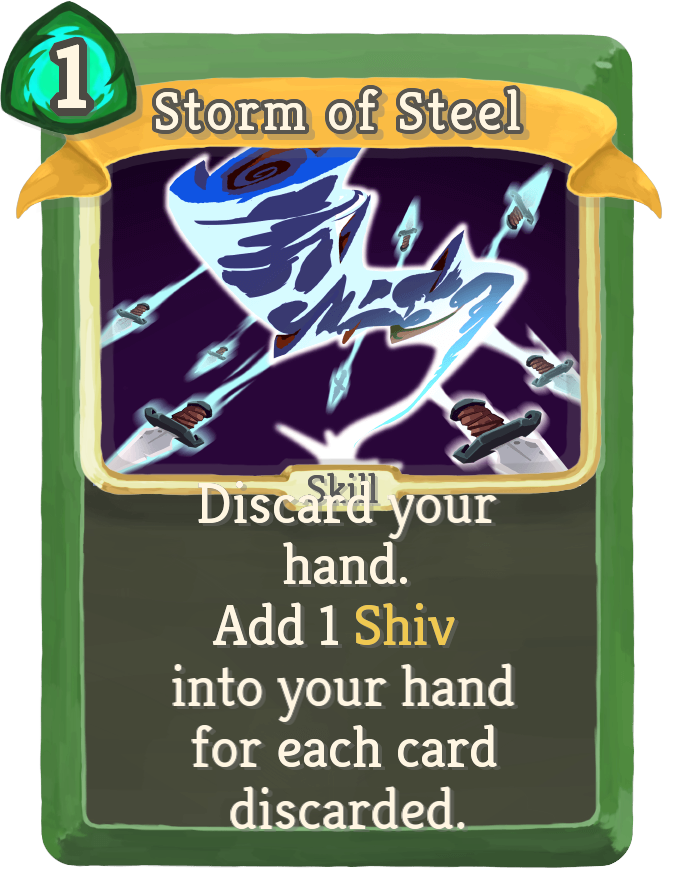 1
Storm of Steel
Skill
Discard your
hand.
Add 1 Shiv
into your hand
for each card
discarded.